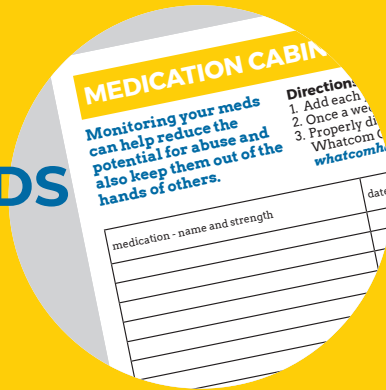 DS
MEDICATION CABIN
Monitoring your meds
can help reduce the
potential for abuse and
also keep them out of the
hands of others.
Directions
1. Add each
2. Once a wee
3. Properly di
Whatcom C
whatcomh
medication - name and strength
date